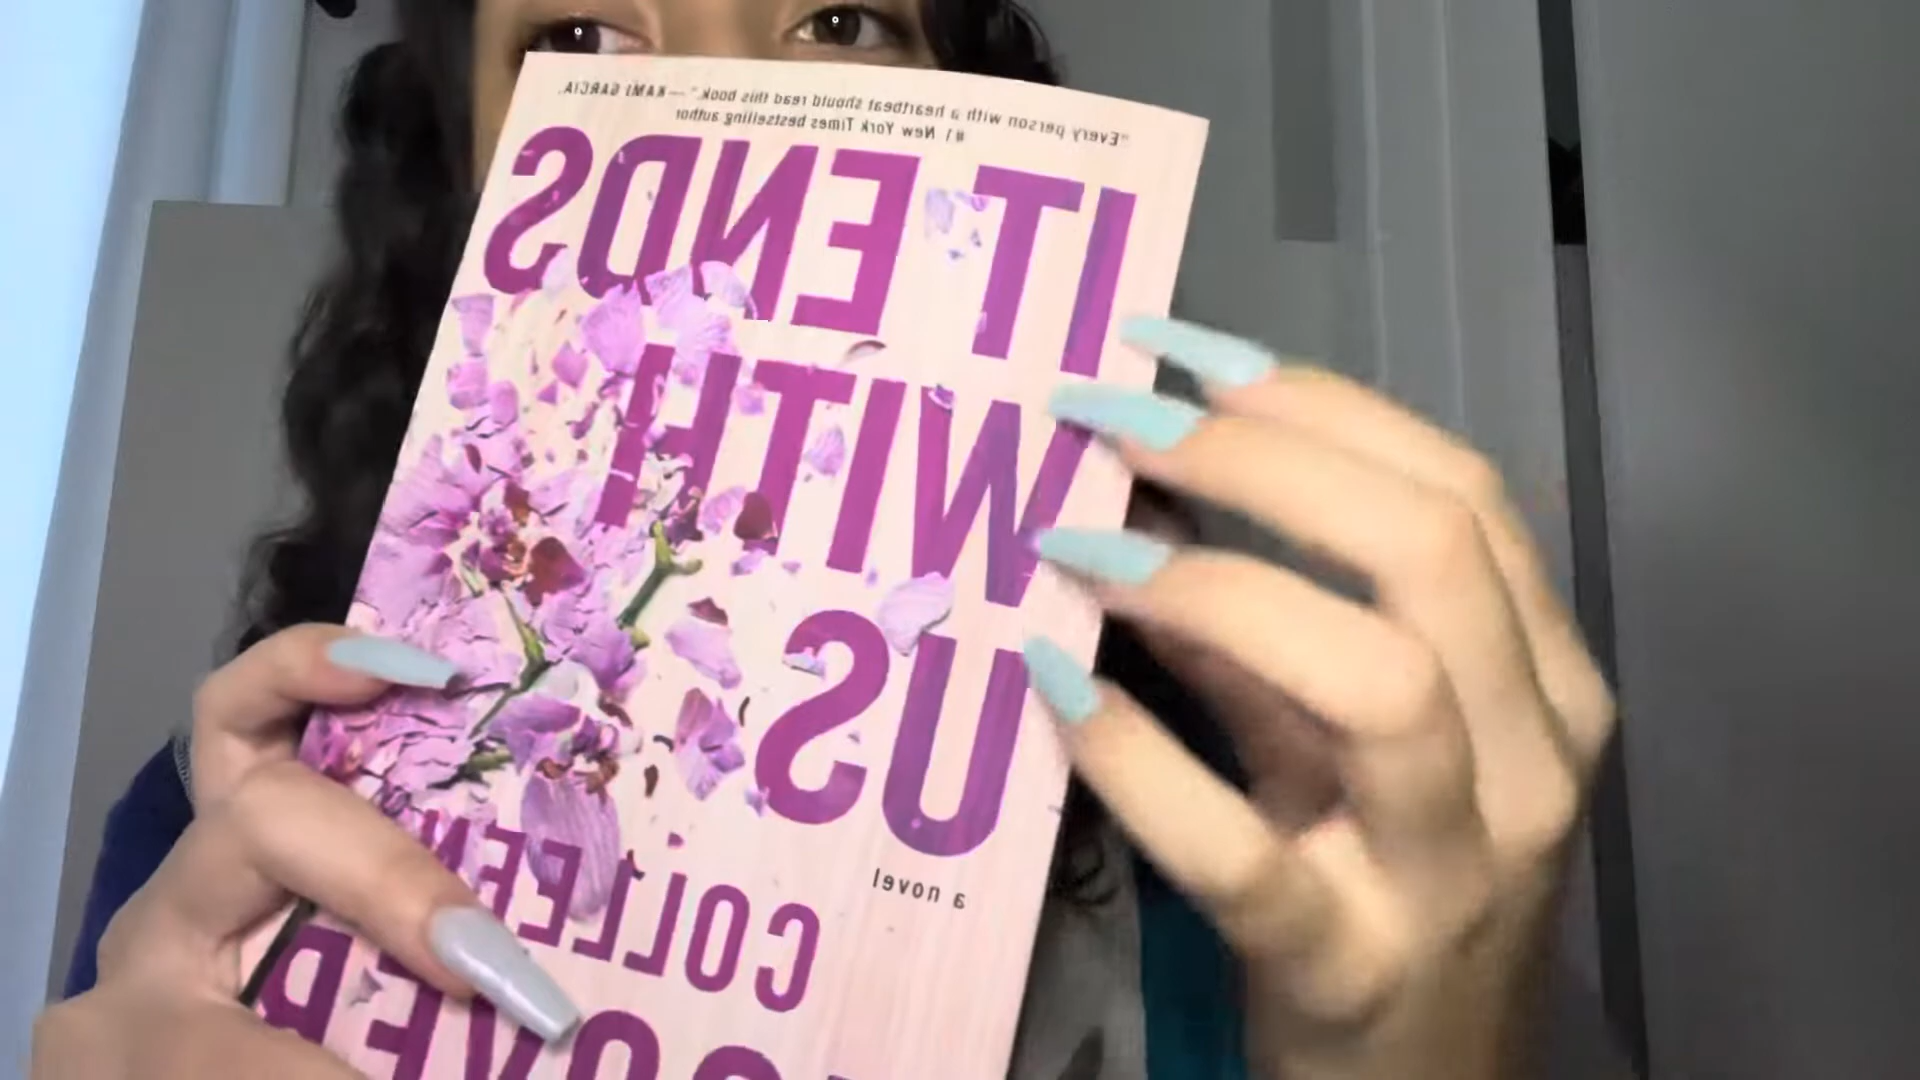 "Every person with a heartbeat should read this book." —KAMI GARCIA,
#1 New York Times bestselling author
IT ENDS
WITH
US
a novel
COLLEEN
HOOVER